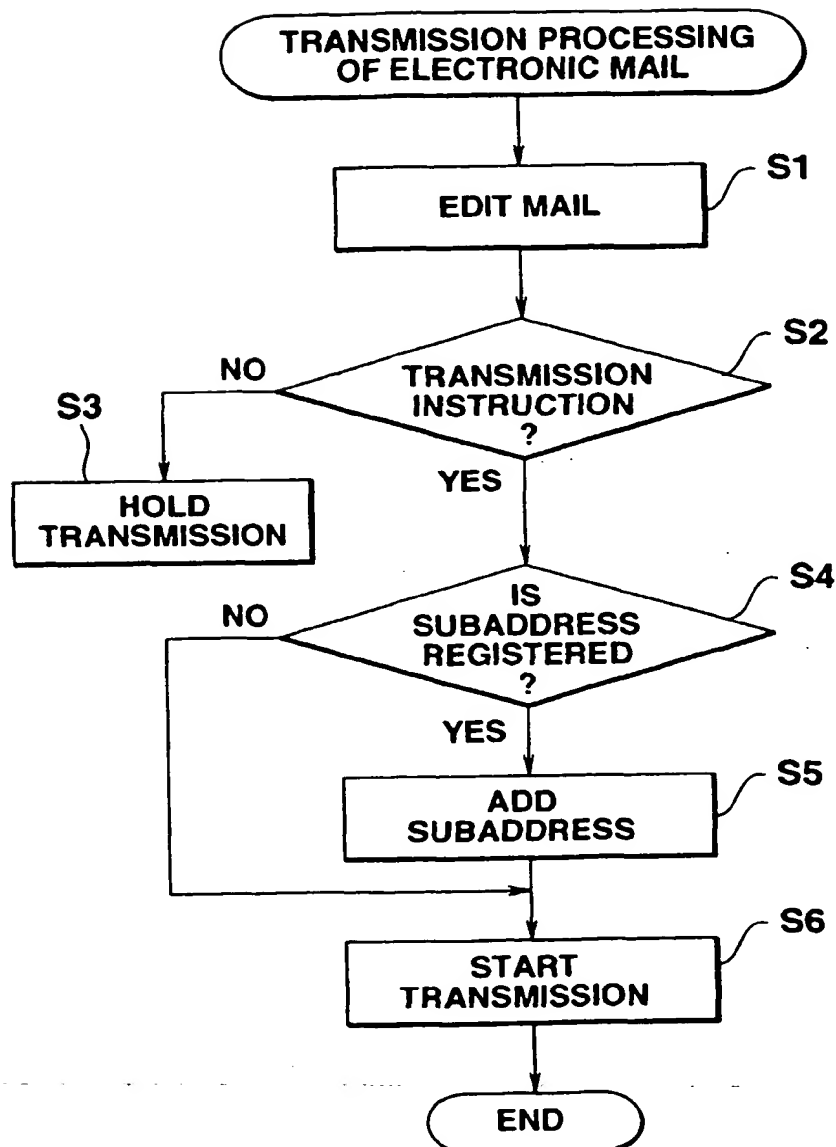 TRANSMISSION PROCESSING
OF ELECTRONIC MAIL
S1
EDIT MAIL
S2
NO
TRANSMISSION
INSTRUCTION
?
S3
YES
HOLD
TRANSMISSION
S4
NO
IS
SUBADDRESS
REGISTERED
?
YES
S5
ADD
SUBADDRESS
S6
START
TRANSMISSION
END